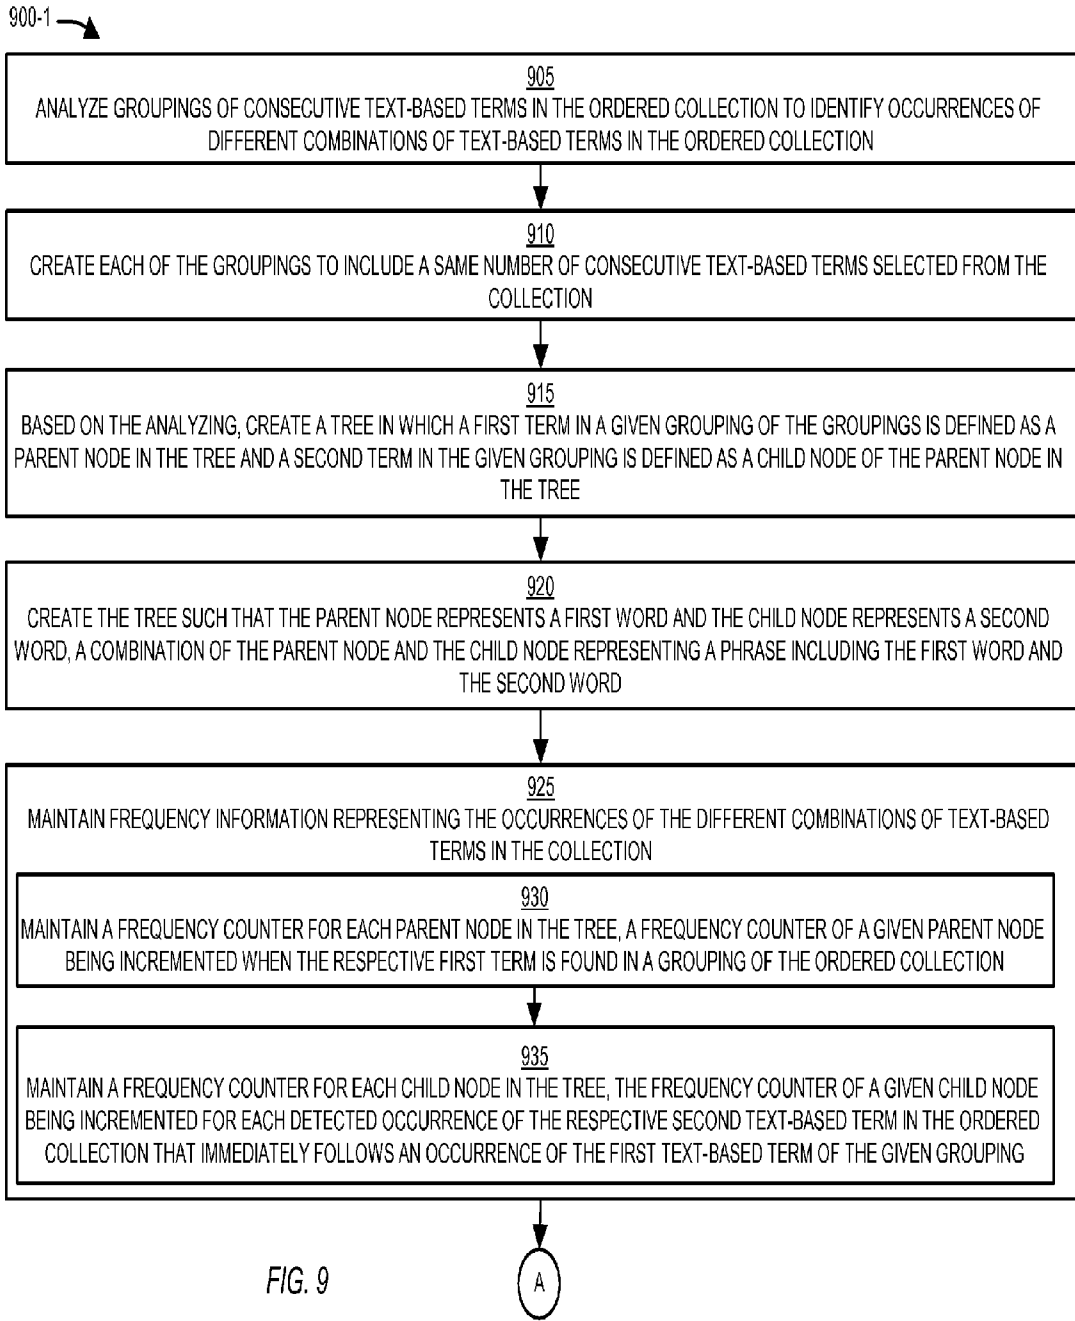 900-1
905
ANALYZE GROUPINGS OF CONSECUTIVE TEXT-BASED TERMS IN THE ORDERED COLLECTION TO IDENTIFY OCCURRENCES OF
DIFFERENT COMBINATIONS OF TEXT-BASED TERMS IN THE ORDERED COLLECTION
910
CREATE EACH OF THE GROUPINGS TO INCLUDE A SAME NUMBER OF CONSECUTIVE TEXT-BASED TERMS SELECTED FROM THE
COLLECTION
915
BASED ON THE ANALYZING, CREATE A TREE IN WHICH A FIRST TERM IN A GIVEN GROUPING OF THE GROUPINGS IS DEFINED AS A
PARENT NODE IN THE TREE AND A SECOND TERM IN THE GIVEN GROUPING IS DEFINED AS A CHILD NODE OF THE PARENT NODE IN
THE TREE
920
CREATE THE TREE SUCH THAT THE PARENT NODE REPRESENTS A FIRST WORD AND THE CHILD NODE REPRESENTS A SECOND
WORD, A COMBINATION OF THE PARENT NODE AND THE CHILD NODE REPRESENTING A PHRASE INCLUDING THE FIRST WORD AND
THE SECOND WORD
925
MAINTAIN FREQUENCY INFORMATION REPRESENTING THE OCCURRENCES OF THE DIFFERENT COMBINATIONS OF TEXT-BASED
TERMS IN THE COLLECTION
930
MAINTAIN A FREQUENCY COUNTER FOR EACH PARENT NODE IN THE TREE, A FREQUENCY COUNTER OF A GIVEN PARENT NODE
BEING INCREMENTED WHEN THE RESPECTIVE FIRST TERM IS FOUND IN A GROUPING OF THE ORDERED COLLECTION
935
MAINTAIN A FREQUENCY COUNTER FOR EACH CHILD NODE IN THE TREE, THE FREQUENCY COUNTER OF A GIVEN CHILD NODE
BEING INCREMENTED FOR EACH DETECTED OCCURRENCE OF THE RESPECTIVE SECOND TEXT-BASED TERM IN THE ORDERED
COLLECTION THAT IMMEDIATELY FOLLOWS AN OCCURRENCE OF THE FIRST TEXT-BASED TERM OF THE GIVEN GROUPING
FIG. 9
A